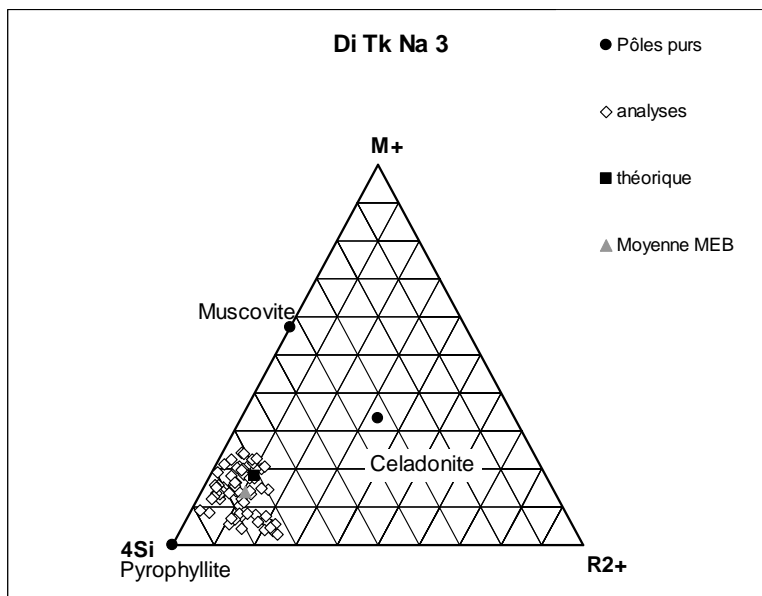 Di Tk Na 3
Pôles purs
analyses
théorique
Moyenne MEB
M+
Muscovite
Celadonite
4Si
Pyrophyllite
R2+